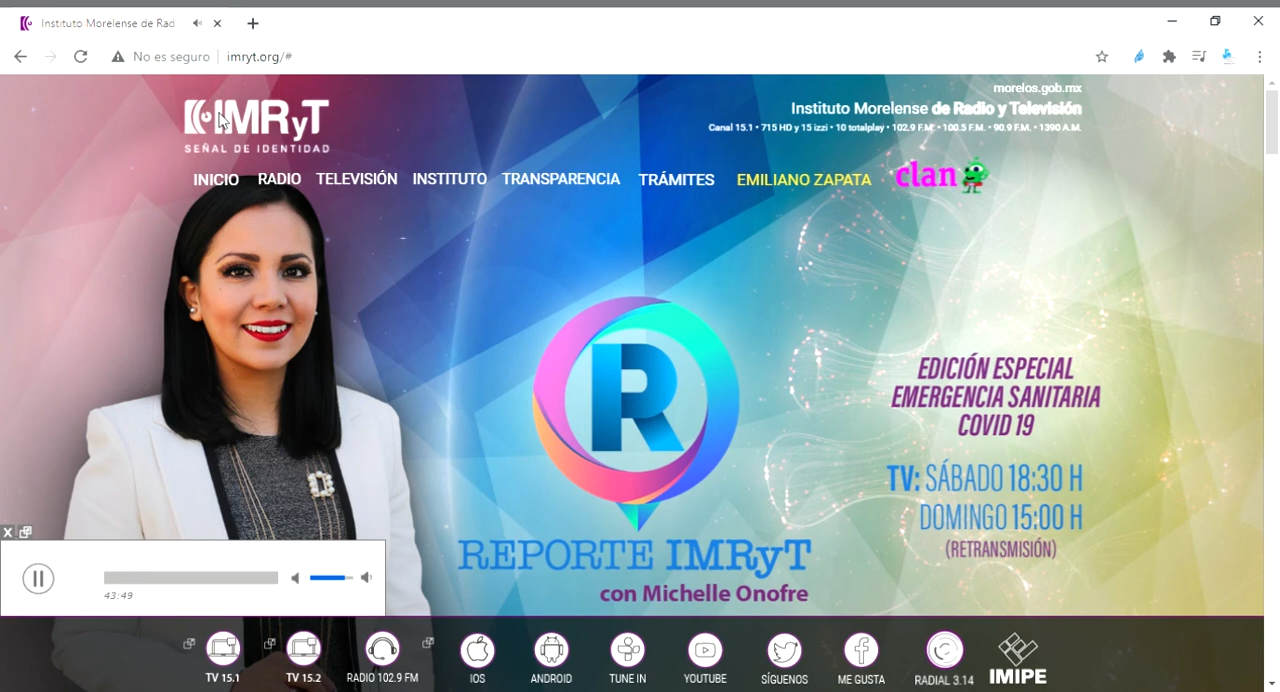 Instituto Morelense de Rad
No es seguro
imryt.org/#
morelos.gob.mx
IMRyT
SEÑAL DE IDENTIDAD
Instituto Morelense de Radio y Televisión
Canal 15.1 • 715 HD y 15 izzi • 10 totalplay • 102.9 F.M. • 100.5 F.M. • 90.9 F.M. • 1390 A.M.
INICIO RADIO TELEVISIÓN INSTITUTO TRANSPARENCIA TRÁMITES EMILIANO ZAPATA clan
R
EDICIÓN ESPECIAL
EMERGENCIA SANITARIA
COVID 19
TV: SÁBADO 18:30 H
DOMINGO 15:00 H
(RETRANSMISIÓN)
REPORTE IMRyT
con Michelle Onofre
43:49
TV 15.1 TV 15.2 RADIO 102.9 FM IOS ANDROID TUNE IN YOUTUBE SÍGUENOS ME GUSTA RADIAL 3.14 IMIPE